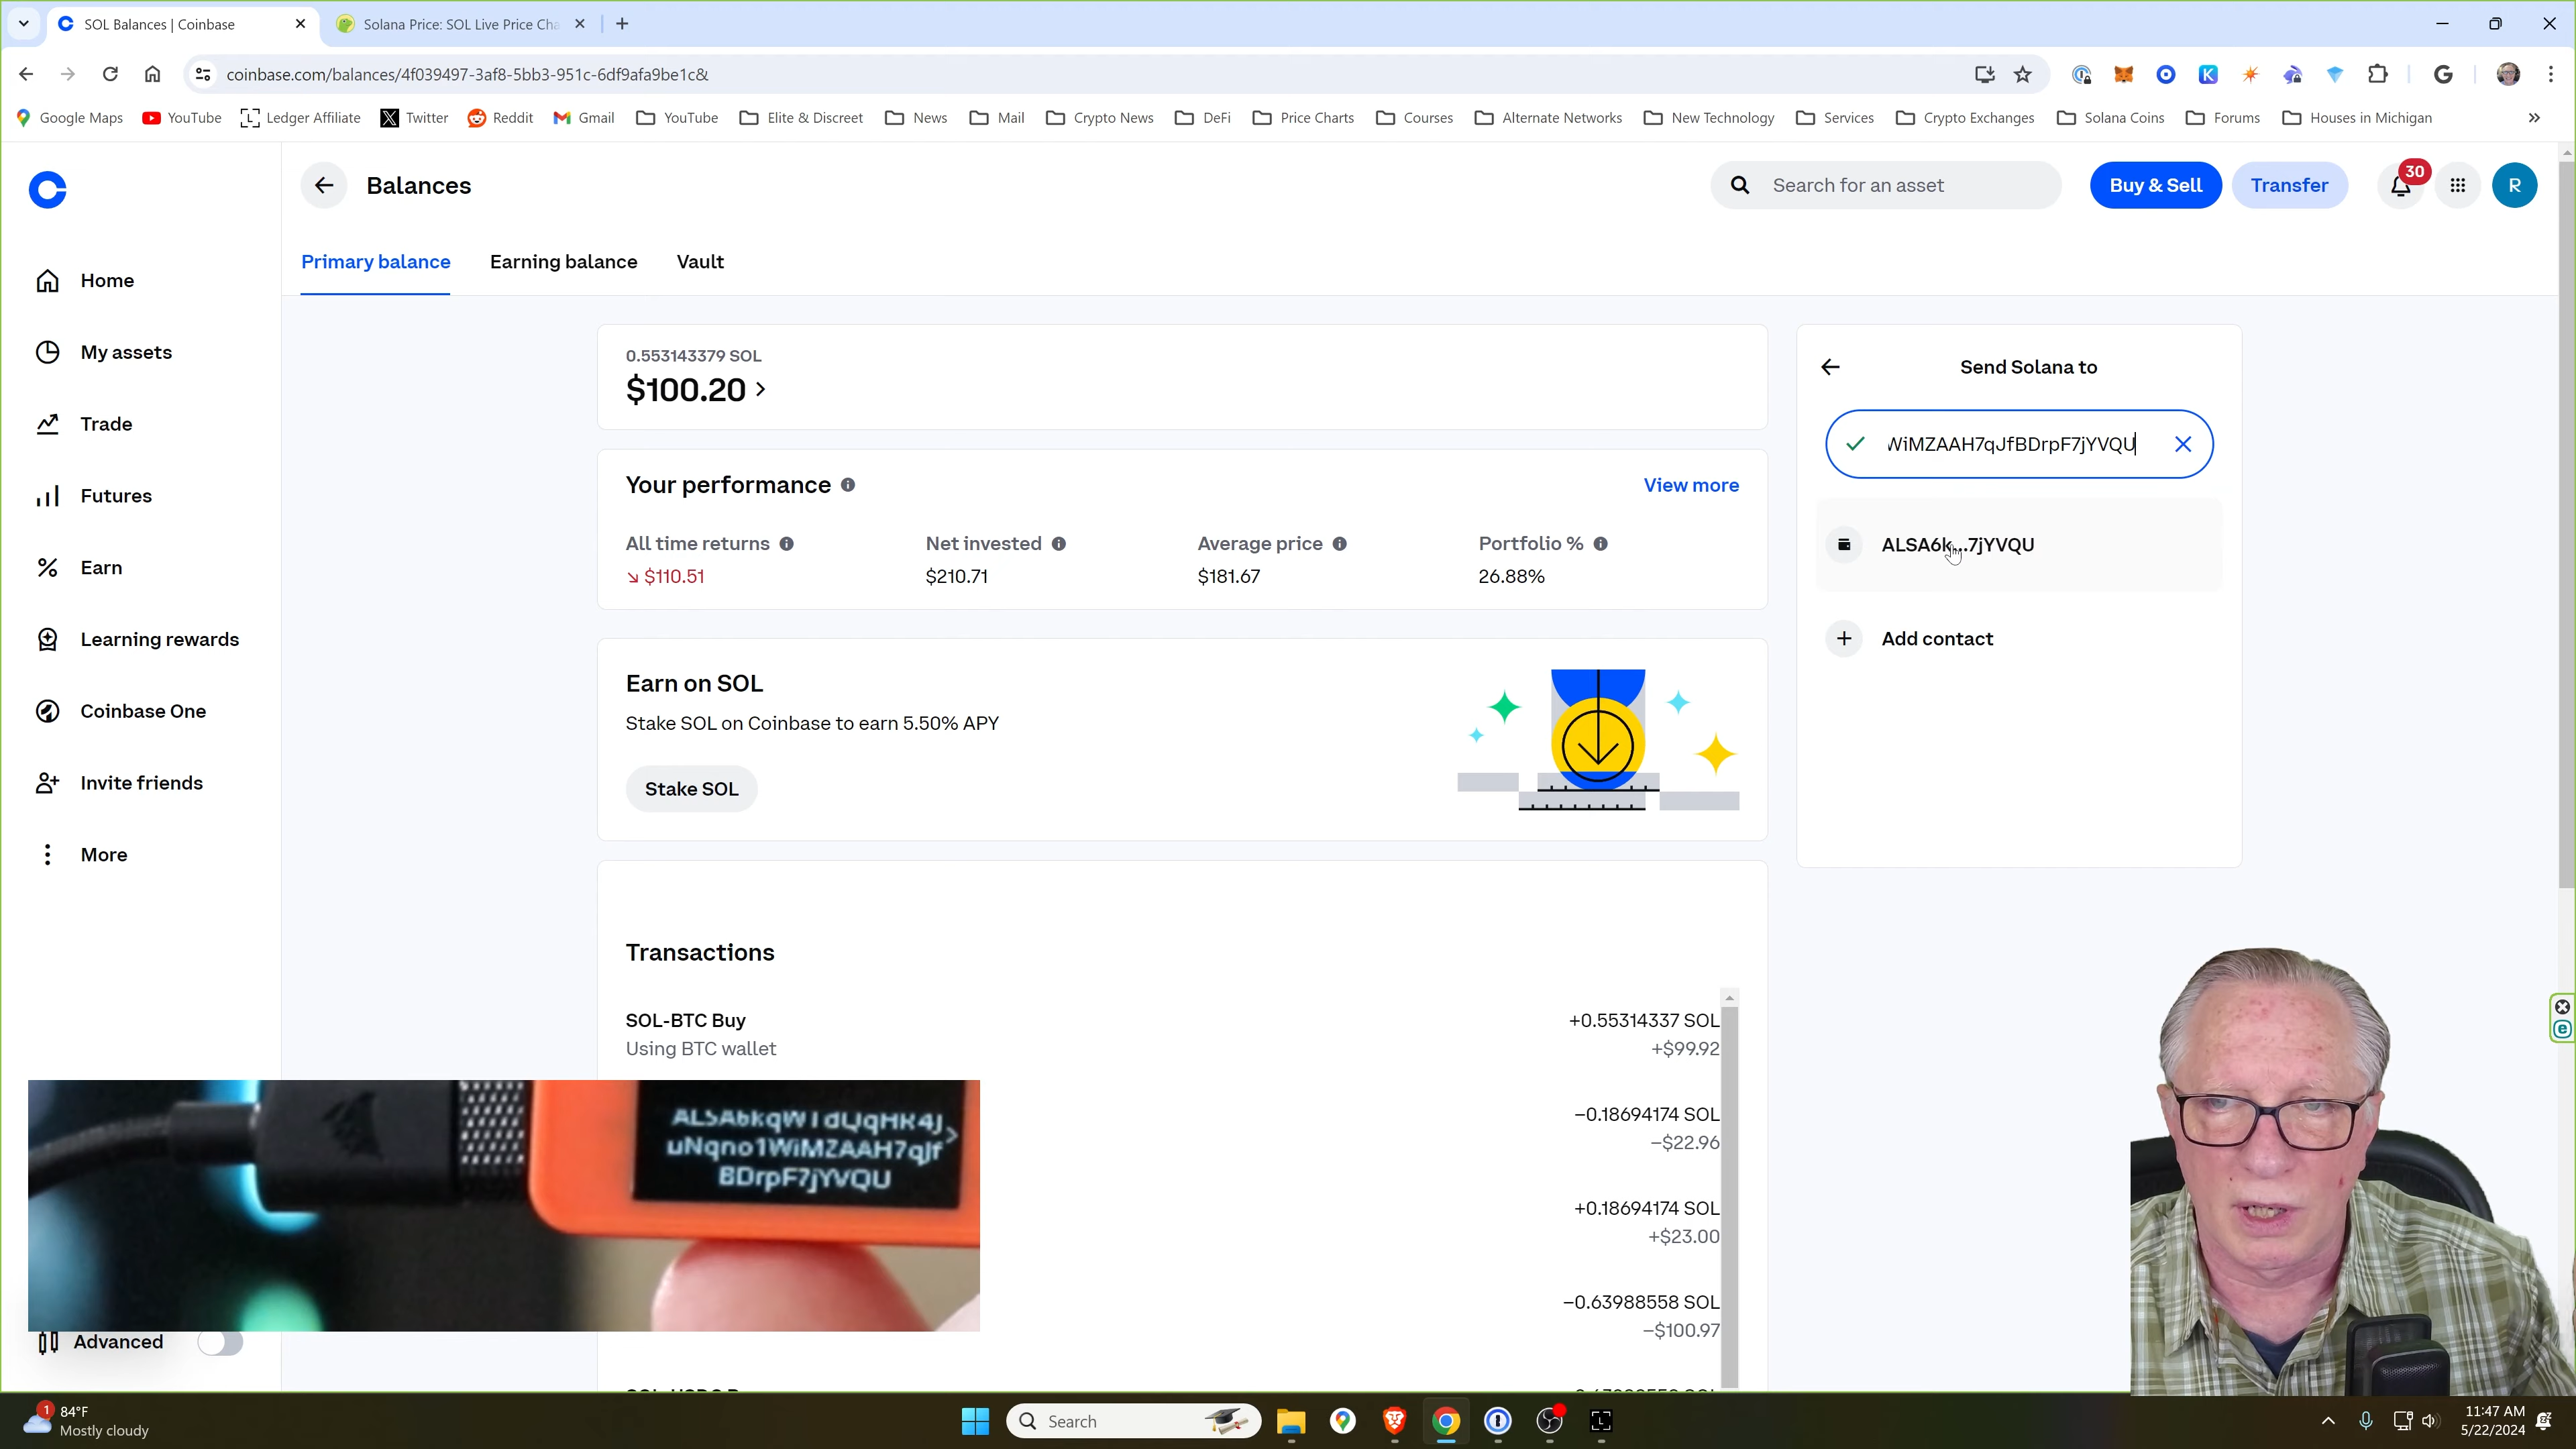 SOL Balances | Coinbase
Solana Price: SOL Live Price Cha
coinbase.com/balances/4f039497-3af8-5bb3-951c-6df9afa9be1c&
Google Maps YouTube Ledger Affiliate Twitter Reddit Gmail YouTube Elite & Discreet News Mail Crypto News DeFi Price Charts Courses Alternate Networks New Technology Services Crypto Exchanges Solana Coins Forums Houses in Michigan »
Balances
Search for an asset
Buy & Sell
Transfer
30
R
Home
My assets
Trade
Futures
Earn
Learning rewards
Coinbase One
Invite friends
More
Advanced
Primary balance Earning balance Vault
0.553143379 SOL
$100.20
Your performance
View more
All time returns Net invested Average price Portfolio %
$110.51 $210.71 $181.67 26.88%
Earn on SOL
Stake SOL on Coinbase to earn 5.50% APY
Stake SOL
Transactions
SOL-BTC Buy +0.55314337 SOL
Using BTC wallet +$99.92
-0.18694174 SOL
-$22.96
+0.18694174 SOL
+$23.00
-0.63988558 SOL
-$100.97
Send Solana to
WiMZAAH7qJfBDrpF7jYVQU
ALSA6k...7jYVQU
Add contact
uNqno1WiMZAAH7qJf
BDrpF7jYVQU
1
84°F
Mostly cloudy
Search
11:47 AM
5/22/2024